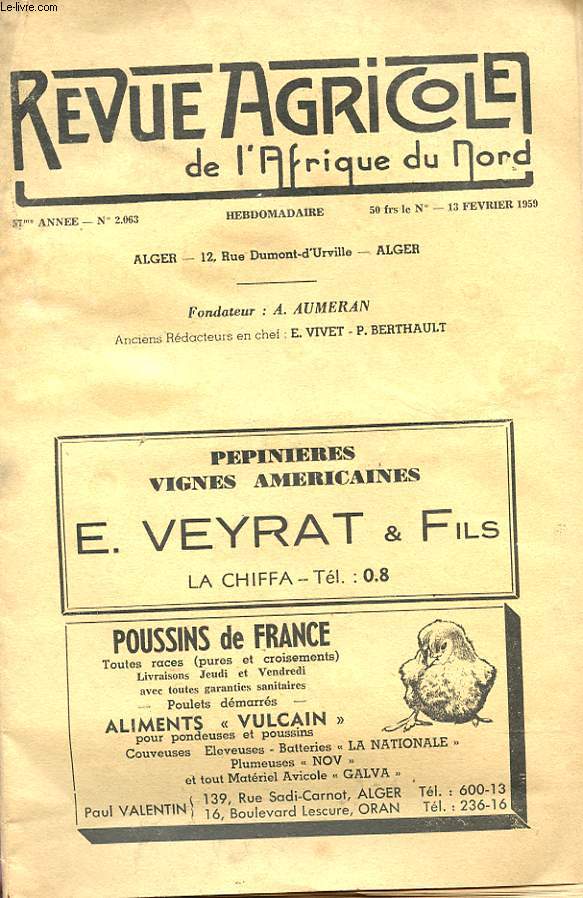 Le-livre.com
REVUE AGRICOLE
de l'Afrique du Nord
57me ANNEE — N° 2.063 HEBDOMADAIRE 50 frs le N° — 13 FEVRIER 1959
ALGER — 12, Rue Dumont-d'Urville — ALGER
Fondateur : A. AUMERAN
Anciens Rédacteurs en chef : E. VIVET - P. BERTHAULT
PEPINIERES
VIGNES AMERICAINES
E. VEYRAT & FILS
LA CHIFFA — Tél. : 0.8
POUSSINS de FRANCE
Toutes races (pures et croisements)
Livraisons Jeudi et Vendredi
avec toutes garanties sanitaires
— Poulets démarrés —
ALIMENTS « VULCAIN »
pour pondeuses et poussins
Couveuses Eleveuses - Batteries « LA NATIONALE »
Plumeuses « NOV »
et tout Matériel Avicole « GALVA »
Paul VALENTIN { 139, Rue Sadi-Carnot, ALGER Tél. : 600-13
16, Boulevard Lescure, ORAN Tél. : 236-16